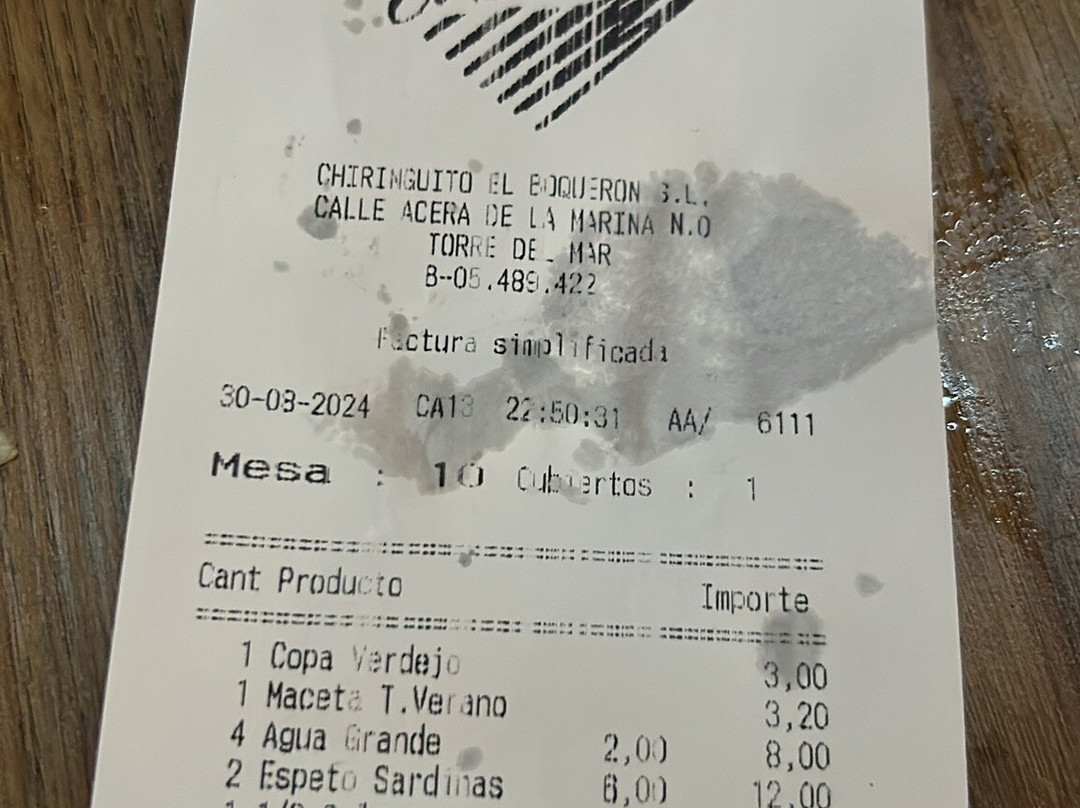 CHIRINGUITO EL BOQUERON S.L.
CALLE ACERA DE LA MARINA N.0
TORRE DEL MAR
B-05.489.422
Factura simplificada
30-08-2024 CA13 22:50:31 AA/ 6111
Mesa : 10 Cubiertos : 1
Cant Producto Importe
1 Copa Verdejo 3,00
1 Maceta T.Verano 3,20
4 Agua Grande 2,00 8,00
2 Espeto Sardinas 6,00 12,00